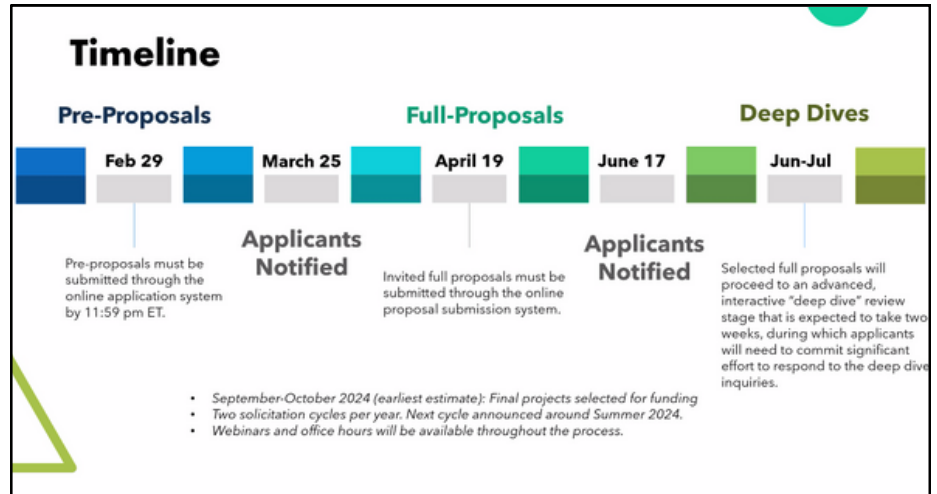 Timeline
Pre-Proposals
Full-Proposals
Deep Dives
Feb 29
March 25
April 19
June 17
Jun-Jul
Pre-proposals must be
submitted through the
online application system
by 11:59 pm ET.
Applicants
Notified
Invited full proposals must be
submitted through the online
proposal submission system.
Applicants
Notified
Selected full proposals will
proceed to an advanced,
interactive “deep dive” review
stage that is expected to take two
weeks, during which applicants
will need to commit significant
effort to respond to the deep dive
inquiries.
• September-October 2024 (earliest estimate): Final projects selected for funding
• Two solicitation cycles per year. Next cycle announced around Summer 2024.
• Webinars and office hours will be available throughout the process.